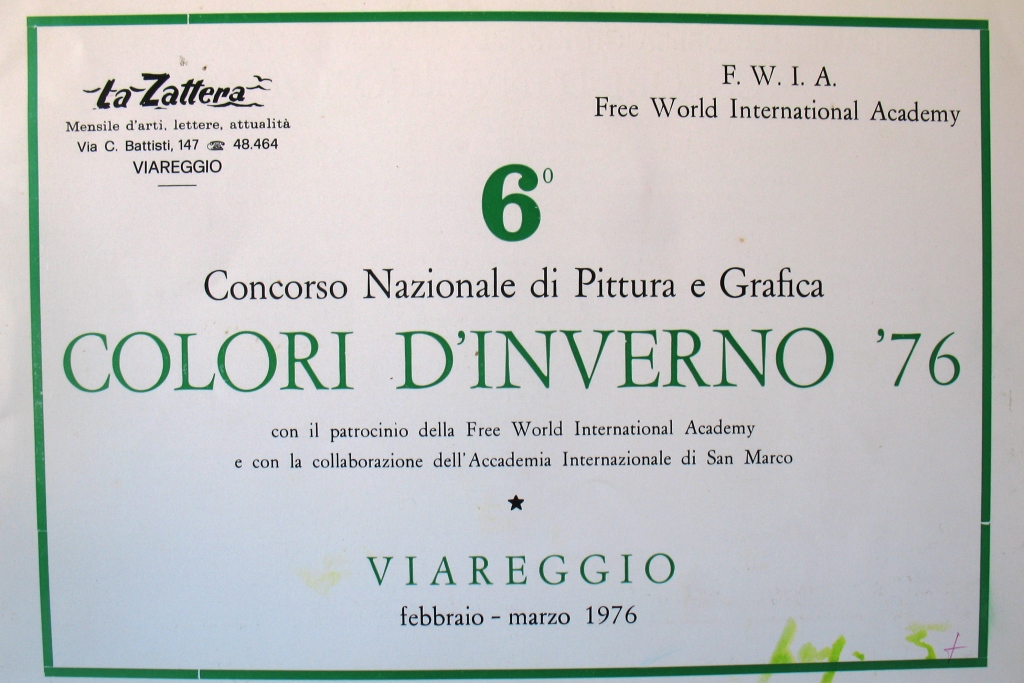 La Zattera
Mensile d'arti, lettere, attualità
Via C. Battisti, 147 ☎ 48.464
VIAREGGIO
F. W. I. A.
Free World International Academy
6º
Concorso Nazionale di Pittura e Grafica
COLORI D'INVERNO '76
con il patrocinio della Free World International Academy
e con la collaborazione dell'Accademia Internazionale di San Marco
★
VIAREGGIO
febbraio - marzo 1976